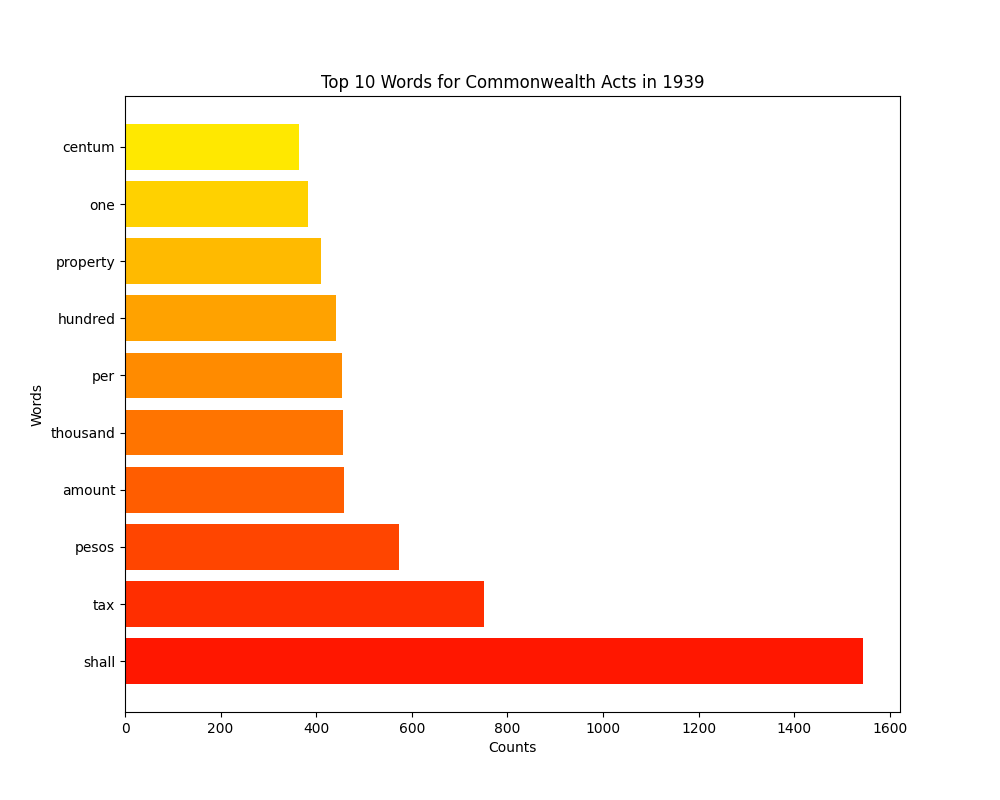 Top 10 Words for Commonwealth Acts in 1939
Words
centum
one
property
hundred
per
thousand
amount
pesos
tax
shall
0 200 400 600 800 1000 1200 1400 1600
Counts